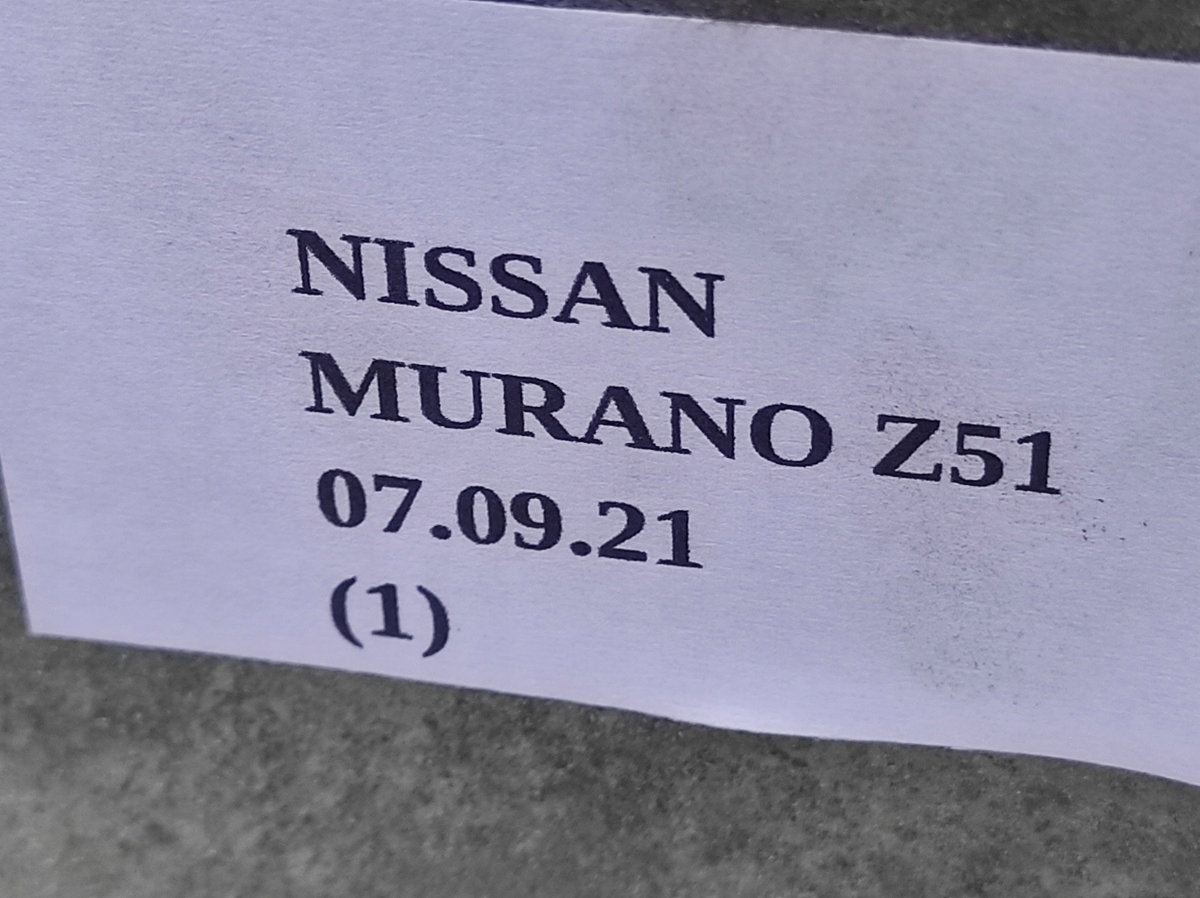 NISSAN
MURANO Z51
07.09.21
(1)